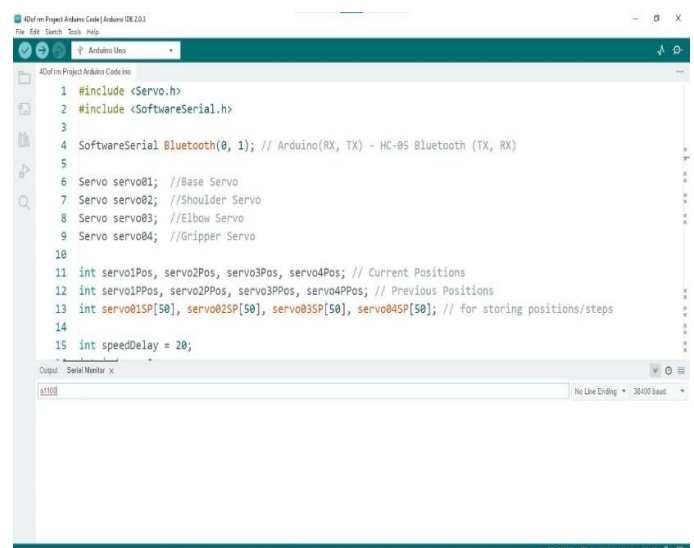 4Dof rm Project Arduino Code | Arduino IDE 2.0.3
File Edit Sketch Tools Help
Arduino Uno
4Dof rm Project Arduino Code.ino
1 #include <Servo.h>
2 #include <SoftwareSerial.h>
3
4 SoftwareSerial Bluetooth(0, 1); // Arduino(RX, TX) - HC-05 Bluetooth (TX, RX)
5
6 Servo servo01; //Base Servo
7 Servo servo02; //Shoulder Servo
8 Servo servo03; //Elbow Servo
9 Servo servo04; //Gripper Servo
10
11 int servo1Pos, servo2Pos, servo3Pos, servo4Pos; // Current Positions
12 int servo1PPos, servo2PPos, servo3PPos, servo4PPos; // Previous Positions
13 int servo01SP[50], servo02SP[50], servo03SP[50], servo04SP[50]; // for storing positions/steps
14
15 int speedDelay = 20;
Output Serial Monitor x
s1103 No Line Ending 38400 baud